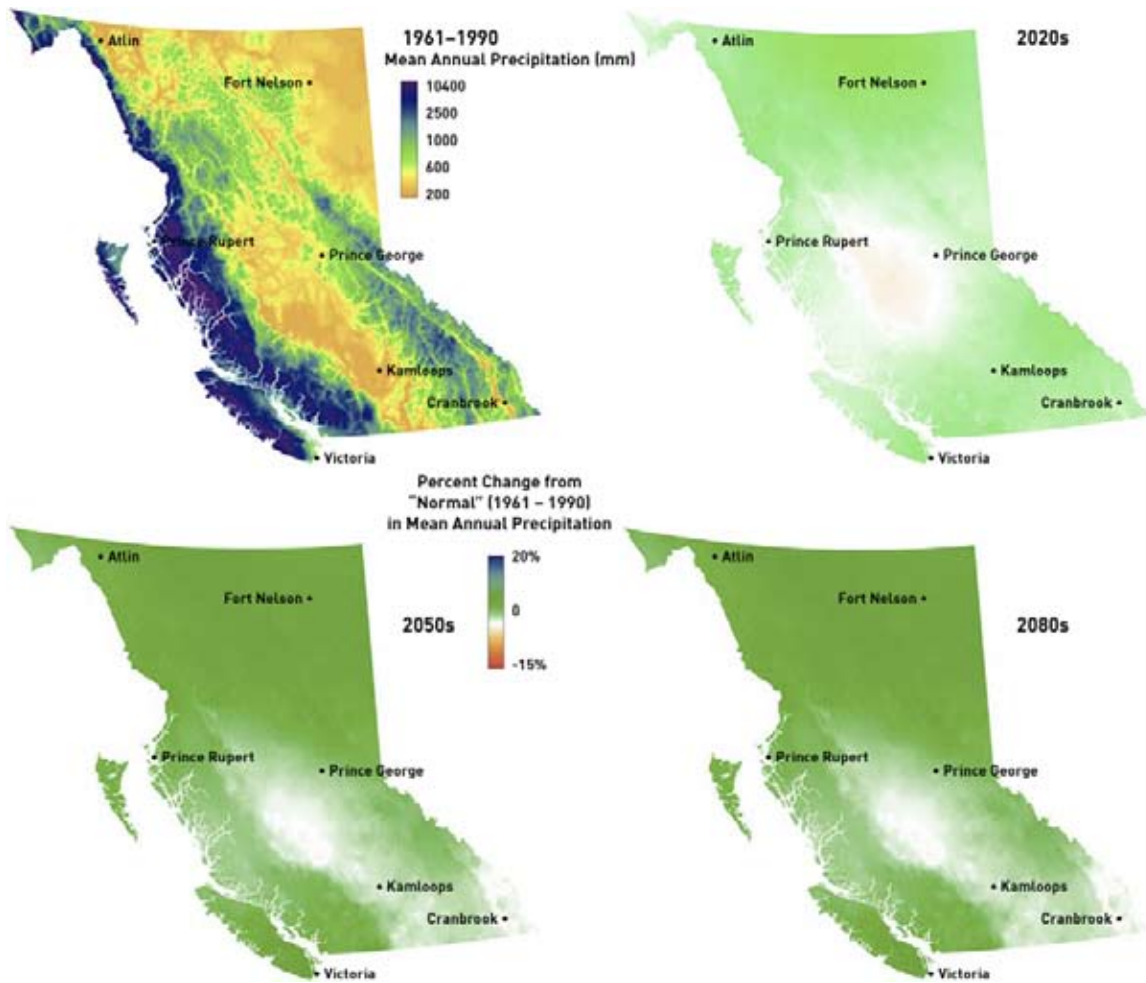 1961–1990
Mean Annual Precipitation (mm)
10400
2500
1000
600
200
Atlin
Fort Nelson
Prince Rupert
Prince George
Kamloops
Cranbrook
Victoria
2020s
Atlin
Fort Nelson
Prince Rupert
Prince George
Kamloops
Cranbrook
Victoria
Percent Change from
"Normal" (1961 – 1990)
in Mean Annual Precipitation
20%
0
-15%
2050s
Atlin
Fort Nelson
Prince Rupert
Prince George
Kamloops
Cranbrook
Victoria
2080s
Atlin
Fort Nelson
Prince Rupert
Prince George
Kamloops
Cranbrook
Victoria